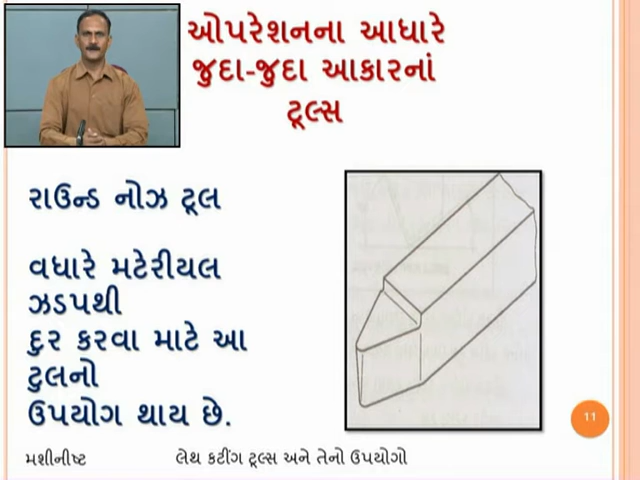 ઓપરેશનના આધારે
જુદા-જુદા આકારનાં
ટૂલ્સ
રાઉન્ડ નોઝ ટૂલ
વધારે મટેરીયલ
ઝડપથી
દુર કરવા માટે આ
ટુલનો
ઉપયોગ થાય છે.
11
મશીનીષ્ટ
લેથ કટીંગ ટૂલ્સ અને તેનો ઉપયોગો